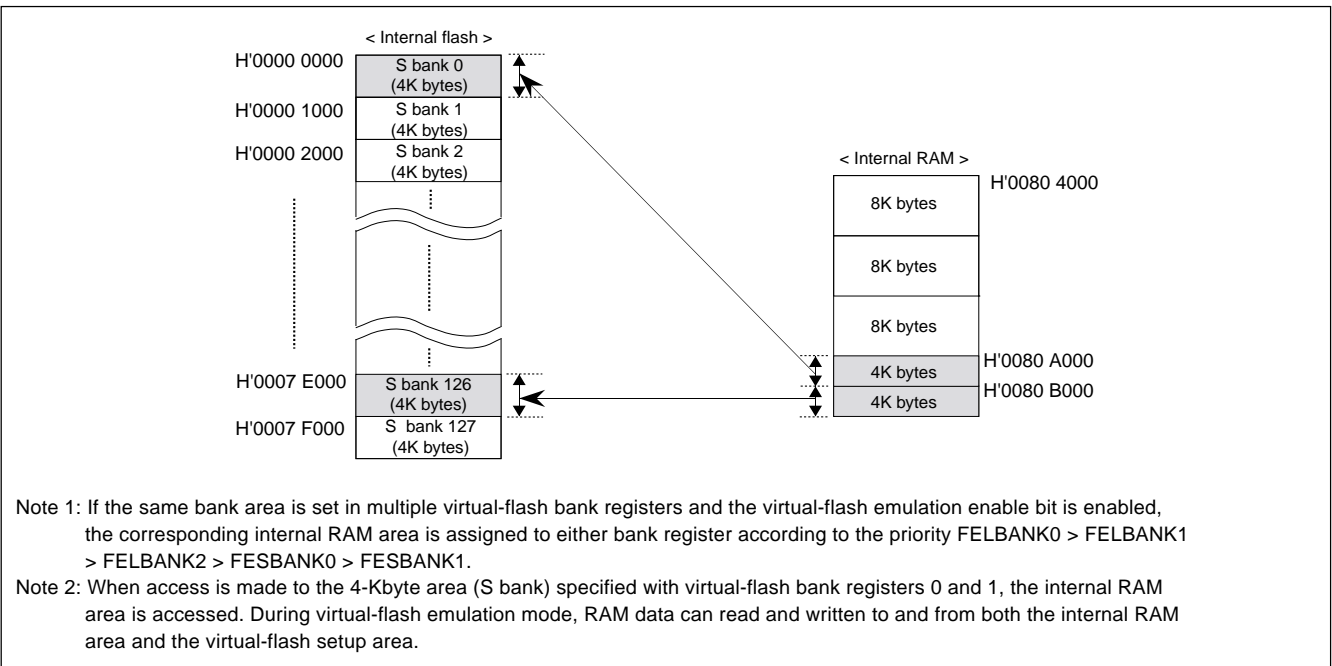 < Internal flash >
H'0000 0000
S bank 0
(4K bytes)
H'0000 1000
S bank 1
(4K bytes)
H'0000 2000
S bank 2
(4K bytes)
H'0007 E000
S bank 126
(4K bytes)
H'0007 F000
S bank 127
(4K bytes)
< Internal RAM >
H'0080 4000
8K bytes
8K bytes
8K bytes
H'0080 A000
4K bytes
H'0080 B000
4K bytes
Note 1: If the same bank area is set in multiple virtual-flash bank registers and the virtual-flash emulation enable bit is enabled,
the corresponding internal RAM area is assigned to either bank register according to the priority FELBANK0 > FELBANK1
> FELBANK2 > FESBANK0 > FESBANK1.
Note 2: When access is made to the 4-Kbyte area (S bank) specified with virtual-flash bank registers 0 and 1, the internal RAM
area is accessed. During virtual-flash emulation mode, RAM data can read and written to and from both the internal RAM
area and the virtual-flash setup area.